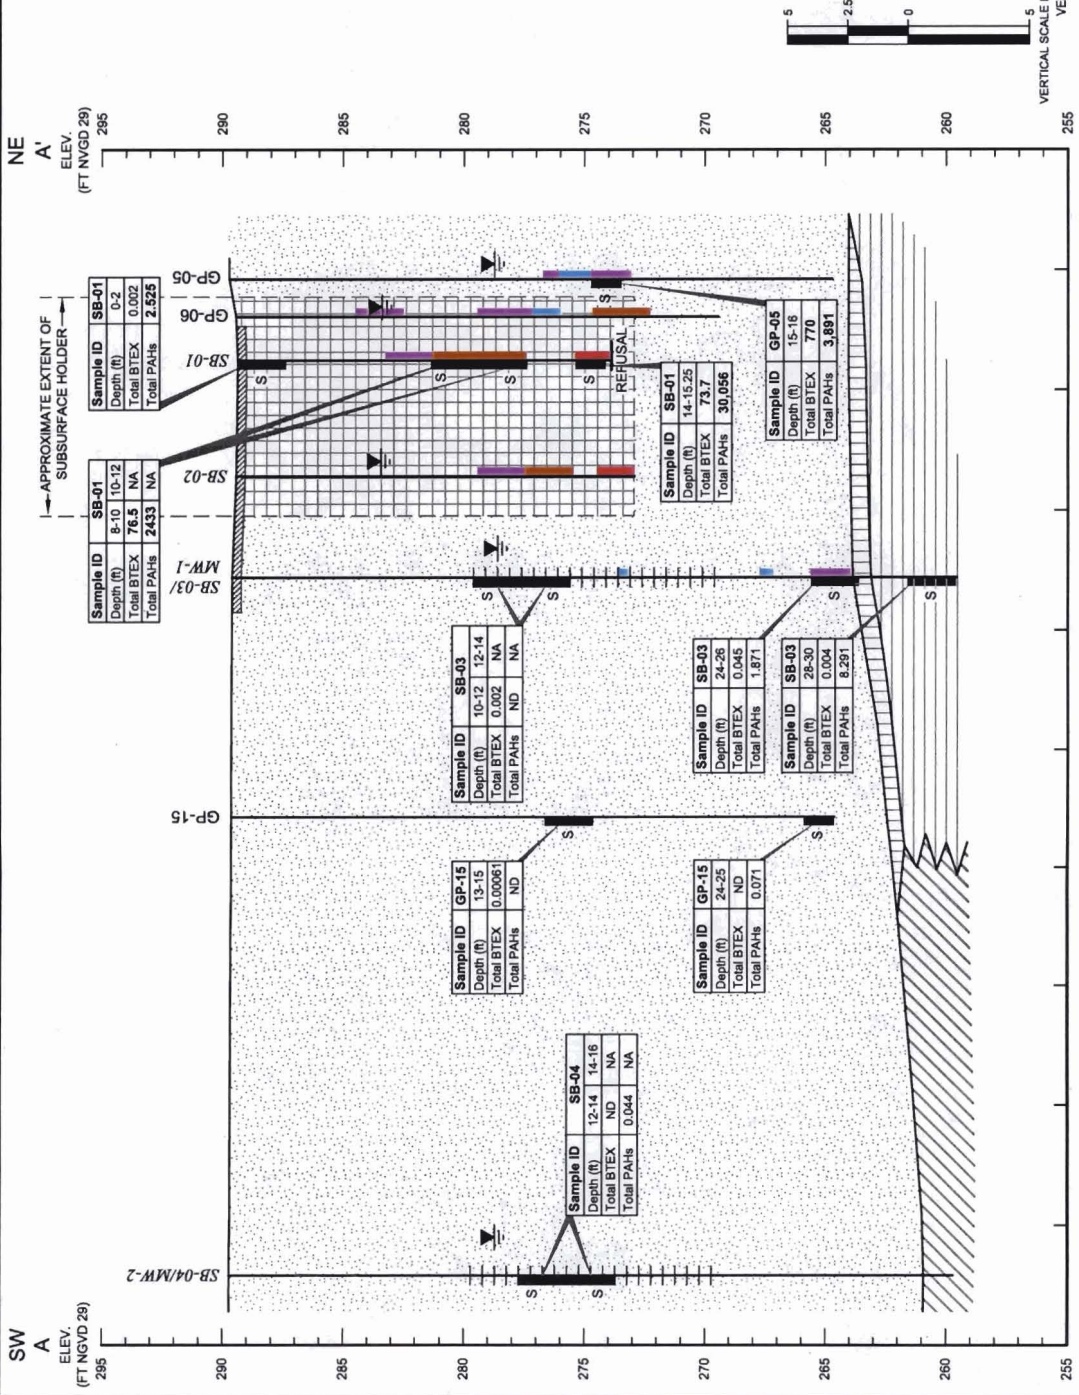 SW
A
ELEV.
(FT NGVD 29)
NE
A'
ELEV.
(FT NVGD 29)
295
290
285
280
275
270
265
260
255
295
290
285
280
275
270
265
260
255
SB-04/MW-2
GP-15
SB-03/
MW-1
SB-02
SB-01
GP-06
GP-05
APPROXIMATE EXTENT OF
SUBSURFACE HOLDER
Sample ID SB-01
Depth (ft) 8-10 10-12
Total BTEX 76.5 NA
Total PAHs 2433 NA
Sample ID SB-01
Depth (ft) 0-2
Total BTEX 0.002
Total PAHs 2.525
Sample ID SB-04
Depth (ft) 12-14 14-16
Total BTEX ND NA
Total PAHs 0.044 NA
Sample ID GP-15
Depth (ft) 13-15
Total BTEX 0.00061
Total PAHs ND
Sample ID GP-15
Depth (ft) 24-25
Total BTEX ND
Total PAHs 0.071
Sample ID SB-03
Depth (ft) 10-12 12-14
Total BTEX 0.002 NA
Total PAHs ND NA
Sample ID SB-03
Depth (ft) 24-26
Total BTEX 0.045
Total PAHs 1.871
Sample ID SB-03
Depth (ft) 28-30
Total BTEX 0.004
Total PAHs 8.291
Sample ID SB-01
Depth (ft) 14-15.25
Total BTEX 73.7
Total PAHs 30,056
Sample ID GP-05
Depth (ft) 15-16
Total BTEX 770
Total PAHs 3,891
REFUSAL
S
S
S
S
S
S
S
S
S
S
S
S
S
5
2.5
0
5
VERTICAL SCALE
VE